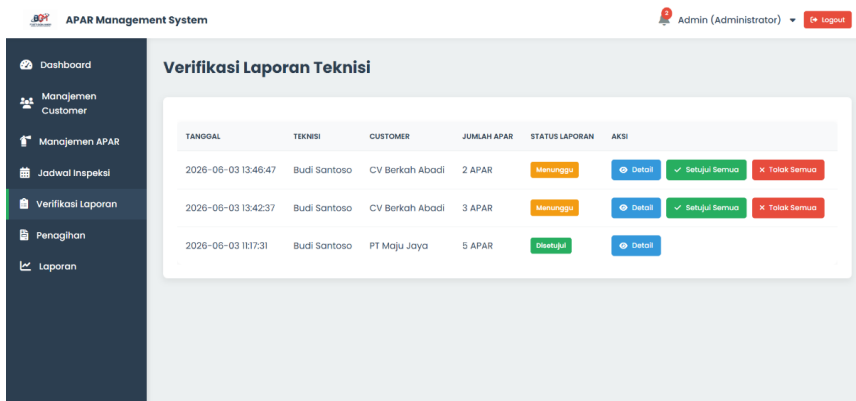 BOM APAR Management System
2
Admin (Administrator)
Logout
Dashboard
Manajemen
Customer
Manajemen APAR
Jadwal Inspeksi
Verifikasi Laporan
Penagihan
Laporan
Verifikasi Laporan Teknisi
TANGGAL TEKNISI CUSTOMER JUMLAH APAR STATUS LAPORAN AKSI
2026-06-03 13:46:47 Budi Santoso CV Berkah Abadi 2 APAR Menunggu Detail Setujui Semua Tolak Semua
2026-06-03 13:42:37 Budi Santoso CV Berkah Abadi 3 APAR Menunggu Detail Setujui Semua Tolak Semua
2026-06-03 11:17:31 Budi Santoso PT Maju Jaya 5 APAR Disetujui Detail